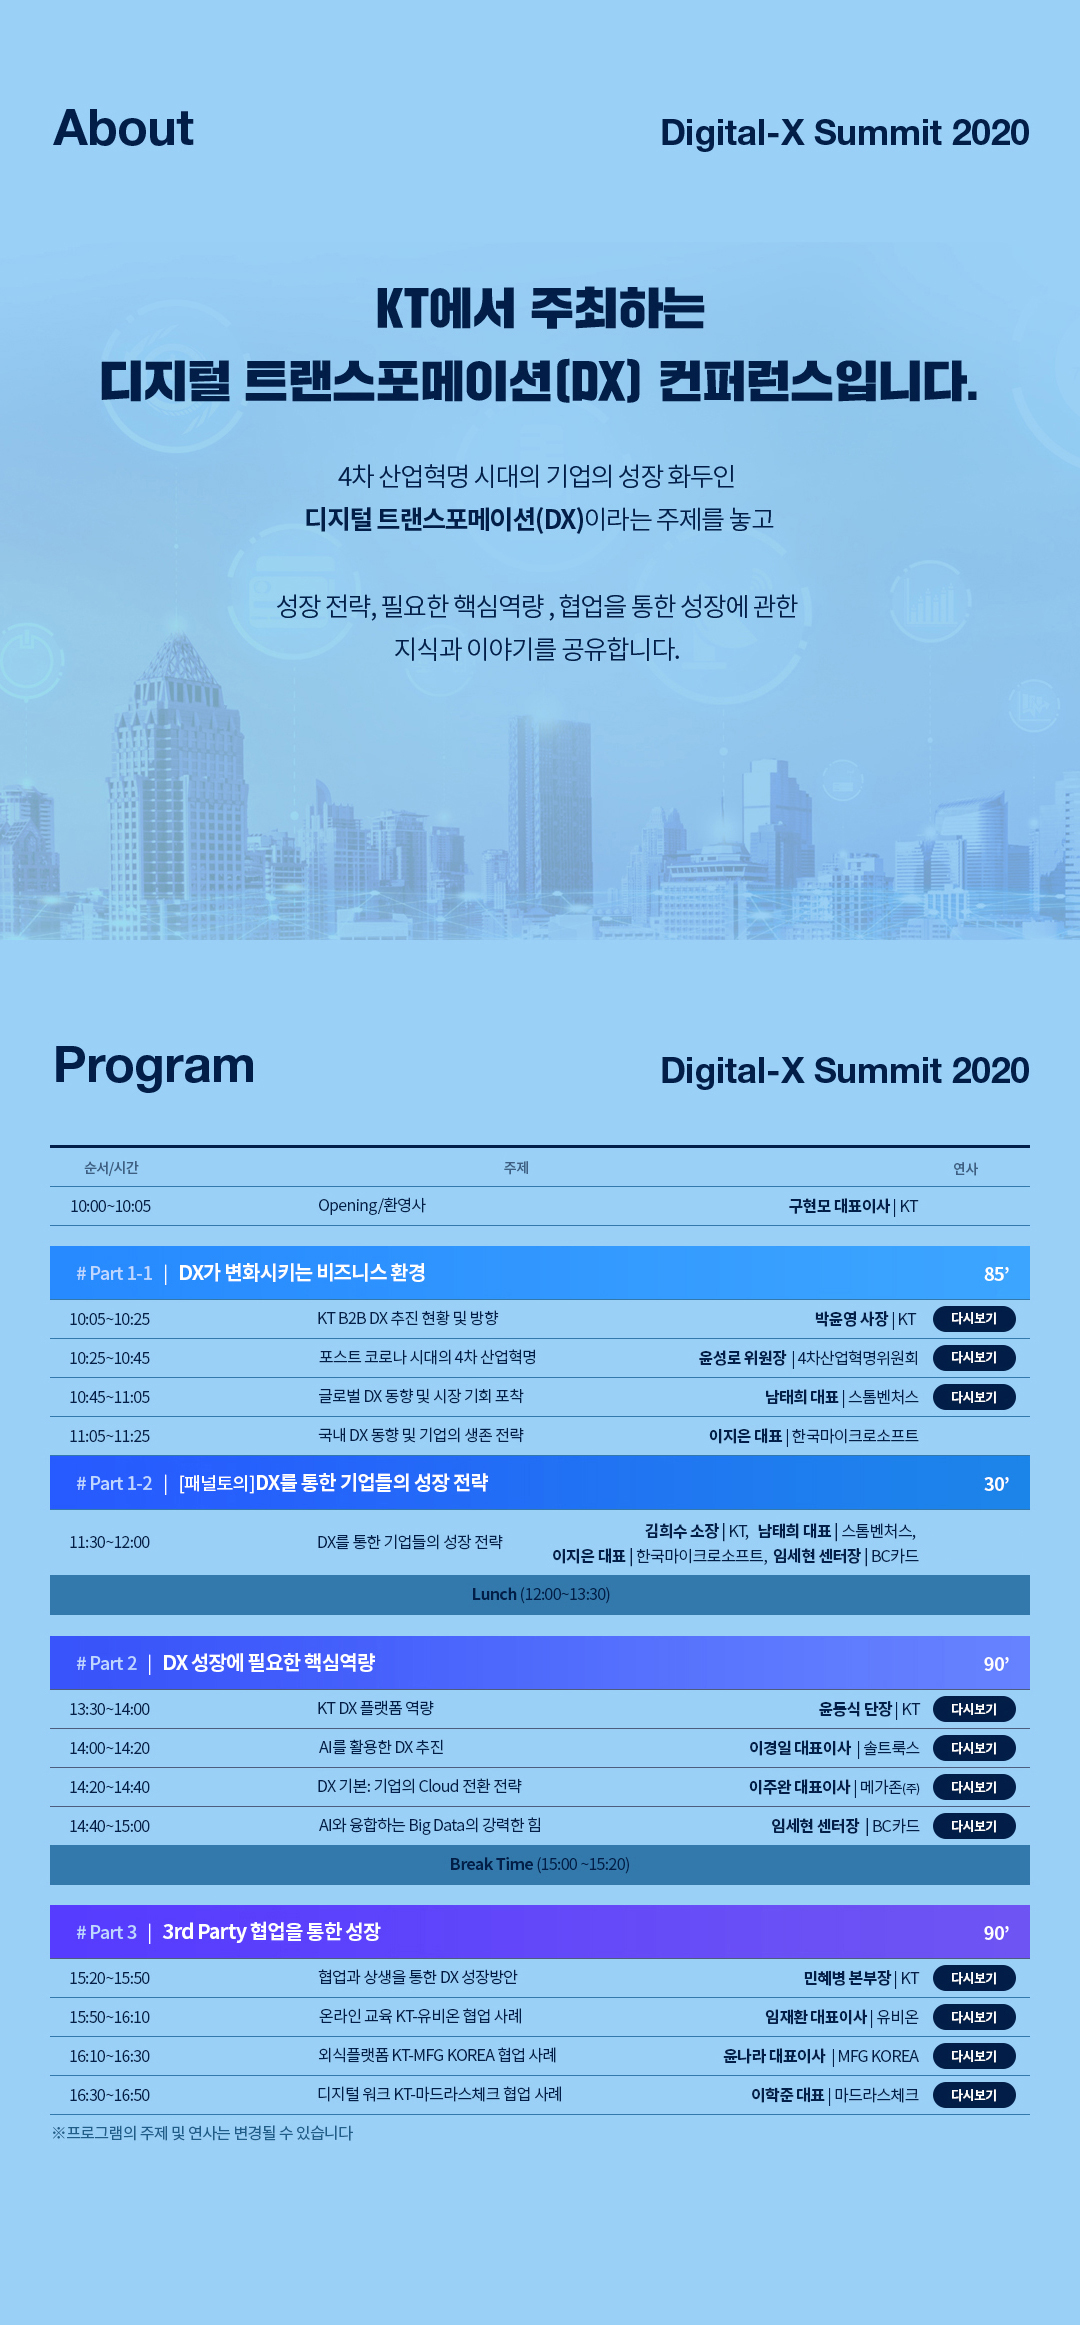 About
Digital-X Summit 2020
KT에서 주최하는
디지털 트랜스포메이션(DX) 컨퍼런스입니다.
4차 산업혁명 시대의 기업의 성장 화두인
디지털 트랜스포메이션(DX)이라는 주제를 놓고
성장 전략, 필요한 핵심역량 , 협업을 통한 성장에 관한
지식과 이야기를 공유합니다.
Program
Digital-X Summit 2020
순서/시간 주제 연사
10:00~10:05 Opening/환영사 구현모 대표이사 | KT
# Part 1-1 | DX가 변화시키는 비즈니스 환경 85’
10:05~10:25 KT B2B DX 추진 현황 및 방향 박윤영 사장 | KT 다시보기
10:25~10:45 포스트 코로나 시대의 4차 산업혁명 윤성로 위원장 | 4차산업혁명위원회 다시보기
10:45~11:05 글로벌 DX 동향 및 시장 기회 포착 남태희 대표 | 스톰벤처스 다시보기
11:05~11:25 국내 DX 동향 및 기업의 생존 전략 이지은 대표 | 한국마이크로소프트
# Part 1-2 | [패널토의]DX를 통한 기업들의 성장 전략 30’
11:30~12:00 DX를 통한 기업들의 성장 전략 김희수 소장 | KT, 남태희 대표 | 스톰벤처스,
이지은 대표 | 한국마이크로소프트, 임세현 센터장 | BC카드
Lunch (12:00~13:30)
# Part 2 | DX 성장에 필요한 핵심역량 90’
13:30~14:00 KT DX 플랫폼 역량 윤동식 단장 | KT 다시보기
14:00~14:20 AI를 활용한 DX 추진 이경일 대표이사 | 솔트룩스 다시보기
14:20~14:40 DX 기본: 기업의 Cloud 전환 전략 이주완 대표이사 | 메가존(주) 다시보기
14:40~15:00 AI와 융합하는 Big Data의 강력한 힘 임세현 센터장 | BC카드 다시보기
Break Time (15:00 ~15:20)
# Part 3 | 3rd Party 협업을 통한 성장 90’
15:20~15:50 협업과 상생을 통한 DX 성장방안 민혜병 본부장 | KT 다시보기
15:50~16:10 온라인 교육 KT-유비온 협업 사례 임재환 대표이사 | 유비온 다시보기
16:10~16:30 외식플랫폼 KT-MFG KOREA 협업 사례 윤나라 대표이사 | MFG KOREA 다시보기
16:30~16:50 디지털 워크 KT-마드라스체크 협업 사례 이학준 대표 | 마드라스체크 다시보기
※프로그램의 주제 및 연사는 변경될 수 있습니다